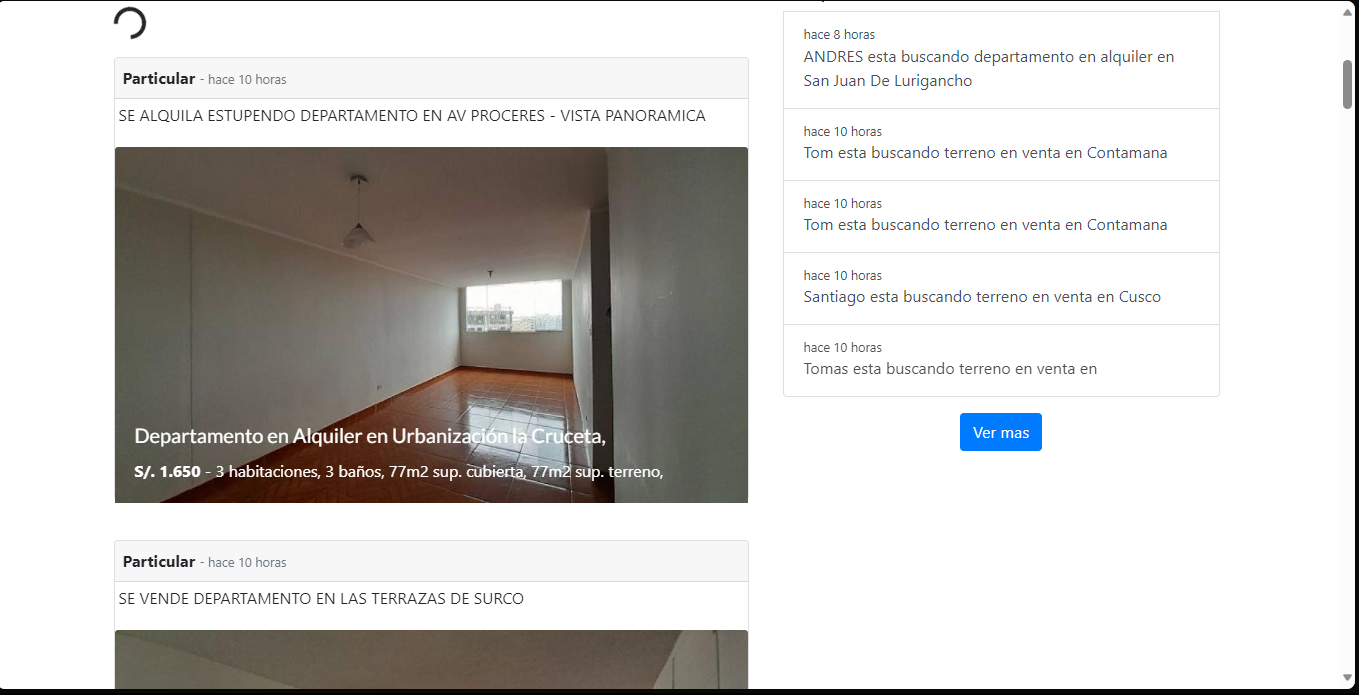 Particular - hace 10 horas
SE ALQUILA ESTUPENDO DEPARTAMENTO EN AV PROCERES - VISTA PANORAMICA
Departamento en Alquiler en Urbanización la Cruceta,
S/. 1.650 - 3 habitaciones, 3 baños, 77m2 sup. cubierta, 77m2 sup. terreno,
Particular - hace 10 horas
SE VENDE DEPARTAMENTO EN LAS TERRAZAS DE SURCO
hace 8 horas
ANDRES esta buscando departamento en alquiler en
San Juan De Lurigancho
hace 10 horas
Tom esta buscando terreno en venta en Contamana
hace 10 horas
Tom esta buscando terreno en venta en Contamana
hace 10 horas
Santiago esta buscando terreno en venta en Cusco
hace 10 horas
Tomas esta buscando terreno en venta en
Ver mas